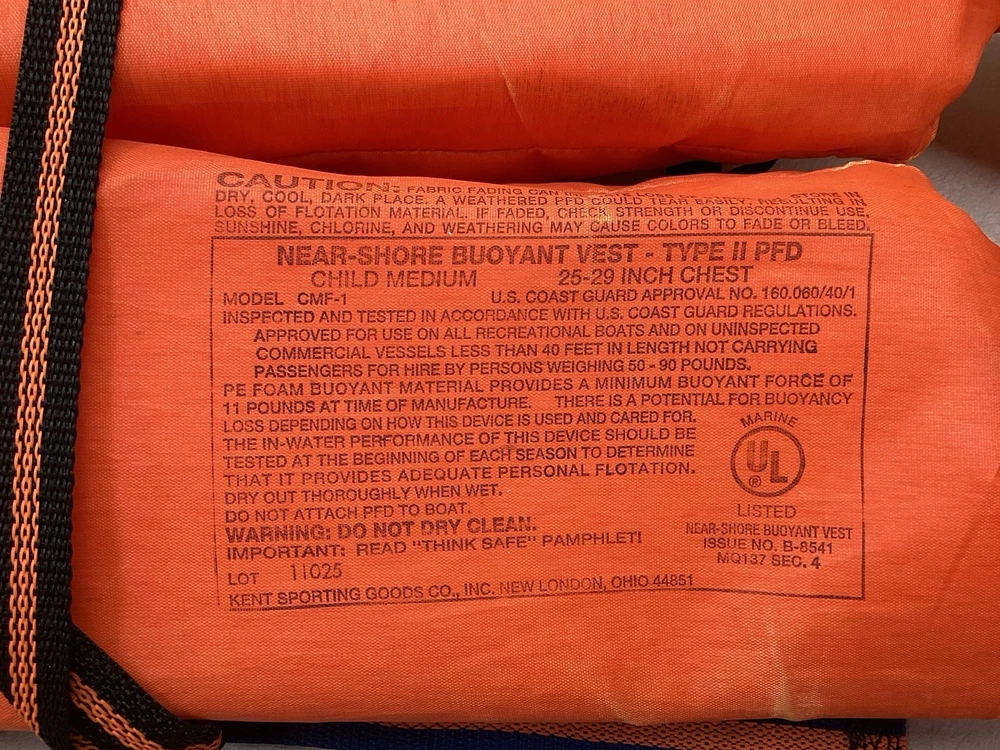 CAUTION: FABRIC FADING CAN
STORE IN
DRY, COOL, DARK PLACE. A WEATHERED PFD COULD TEAR EASILY, RESULTING IN
LOSS OF FLOTATION MATERIAL. IF FADED, CHECK STRENGTH OR DISCONTINUE USE.
SUNSHINE, CHLORINE, AND WEATHERING MAY CAUSE COLORS TO FADE OR BLEED.
NEAR-SHORE BUOYANT VEST - TYPE II PFD
CHILD MEDIUM 25-29 INCH CHEST
MODEL CMF-1 U.S. COAST GUARD APPROVAL NO. 160.060/40/1
INSPECTED AND TESTED IN ACCORDANCE WITH U.S. COAST GUARD REGULATIONS.
APPROVED FOR USE ON ALL RECREATIONAL BOATS AND ON UNINSPECTED
COMMERCIAL VESSELS LESS THAN 40 FEET IN LENGTH NOT CARRYING
PASSENGERS FOR HIRE BY PERSONS WEIGHING 50 - 90 POUNDS.
PE FOAM BUOYANT MATERIAL PROVIDES A MINIMUM BUOYANT FORCE OF
11 POUNDS AT TIME OF MANUFACTURE. THERE IS A POTENTIAL FOR BUOYANCY
LOSS DEPENDING ON HOW THIS DEVICE IS USED AND CARED FOR.
THE IN-WATER PERFORMANCE OF THIS DEVICE SHOULD BE
TESTED AT THE BEGINNING OF EACH SEASON TO DETERMINE
THAT IT PROVIDES ADEQUATE PERSONAL FLOTATION.
DRY OUT THOROUGHLY WHEN WET.
DO NOT ATTACH PFD TO BOAT.
WARNING: DO NOT DRY CLEAN.
IMPORTANT: READ "THINK SAFE" PAMPHLET!
LOT 11025
KENT SPORTING GOODS CO., INC. NEW LONDON, OHIO 44851
MARINE
UL
®
LISTED
NEAR-SHORE BUOYANT VEST
ISSUE NO. B-8541
MQ137 SEC. 4